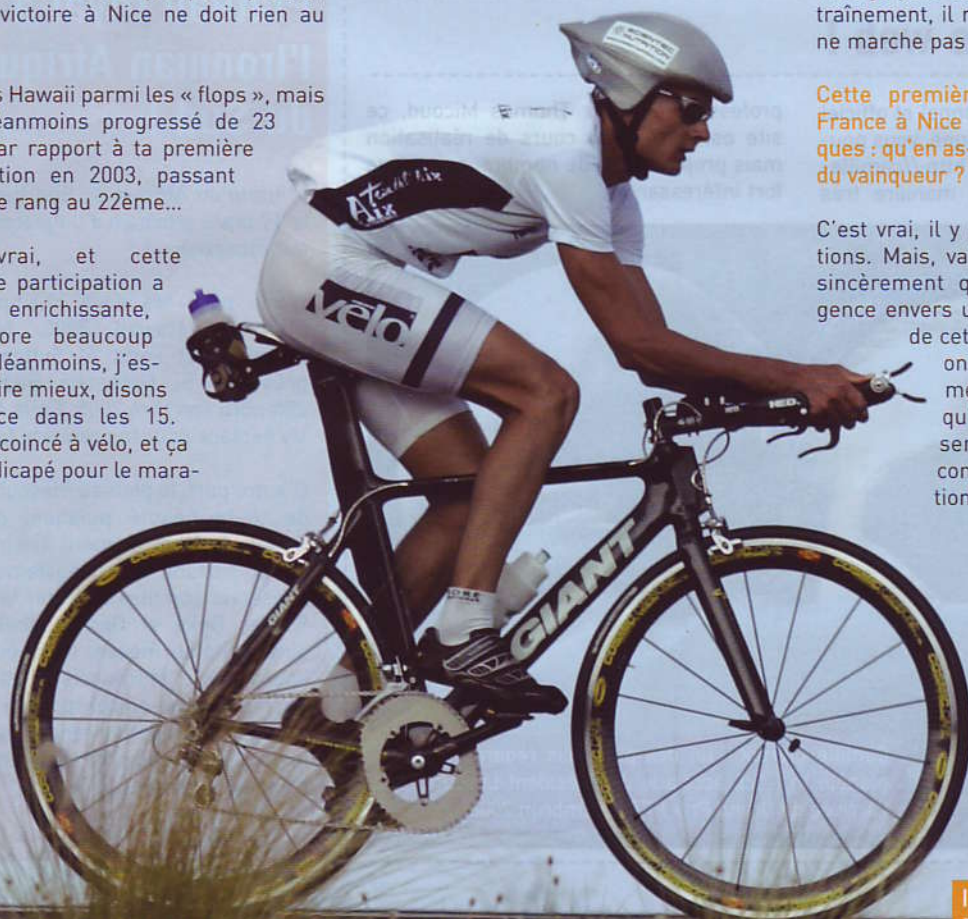 victoire à Nice ne doit rien au
s Hawaii parmi les « flops », mais
éanmoins progressé de 23
ar rapport à ta première
tion en 2003, passant
e rang au 22ème...
vrai, et cette
e participation a
enrichissante,
ore beaucoup
Néanmoins, j'es-
ire mieux, disons
ce dans les 15.
coincé à vélo, et ça
dicapé pour le mara-
traînement, il n
ne marche pas
Cette premièr
France à Nice
ques : qu'en as-
du vainqueur ?
C'est vrai, il y
tions. Mais, va
sincèrement q
gence envers u
de cet
on
me
qu
ser
con
tion
Aix
vélo
HED
GIANT
GIANT